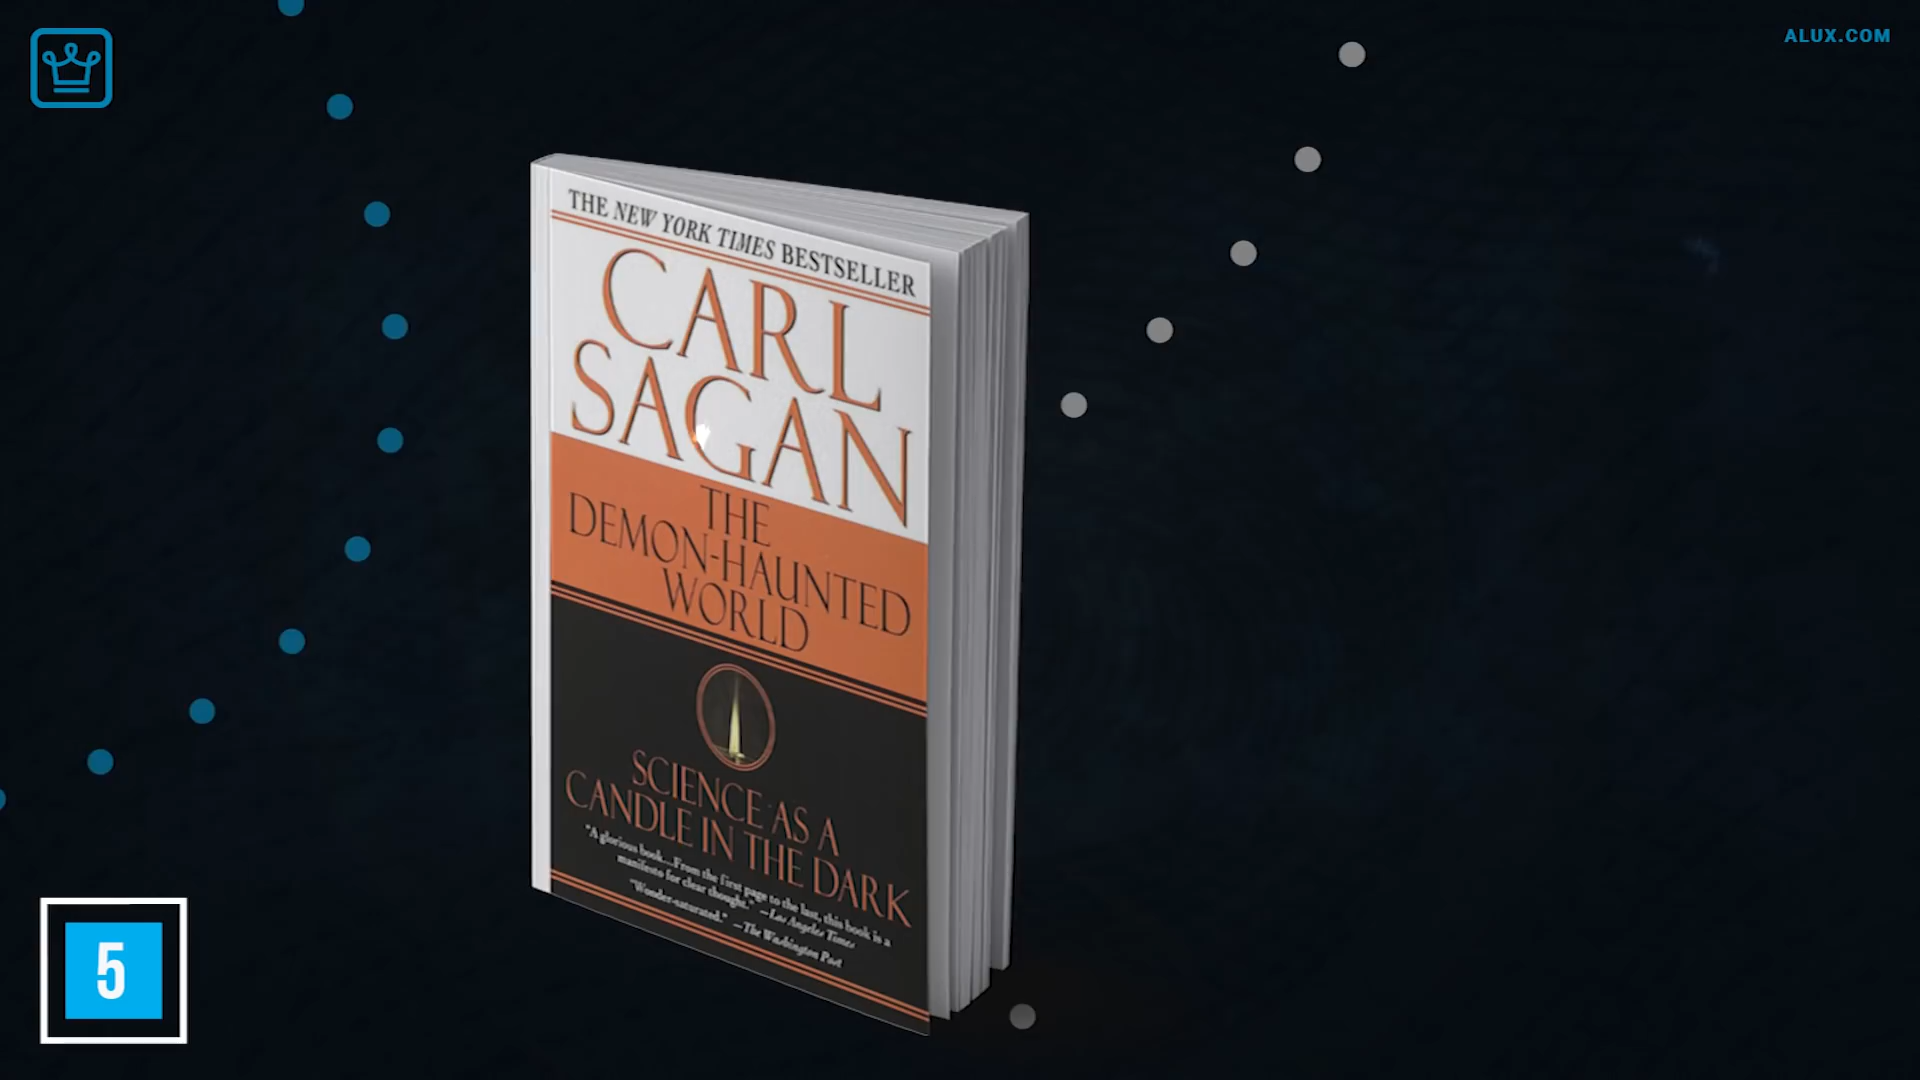 ALUX.COM
THE NEW YORK TIMES BESTSELLER
CARL
SAGAN
THE
DEMON-HAUNTED
WORLD
SCIENCE AS A
CANDLE IN THE DARK
"A glorious book...From the first page to the last, this book is a
manifesto for clear thought." —Los Angeles Times
"Wonder-saturated." —The Washington Post
5